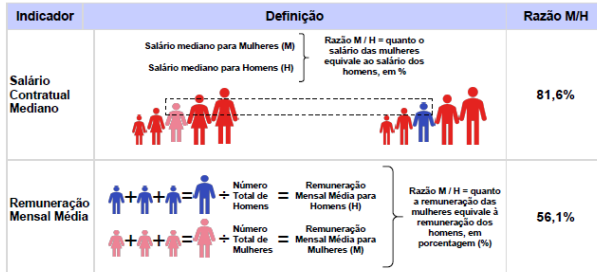 Indicador
Definição
Razão M/H
Salário
Contratual
Mediano
Salário mediano para Mulheres (M)
Salário mediano para Homens (H)
Razão M / H = quanto o
salário das mulheres
equivale ao salário dos
homens, em %
81,6%
Remuneração
Mensal Média
+ + = ÷
Número
Total de
Homens
=
Remuneração
Mensal Média para
Homens (H)
+ + = ÷
Número
Total de
Mulheres
=
Remuneração
Mensal Média para
Mulheres (M)
Razão M / H = quanto
a remuneração das
mulheres equivale à
remuneração dos
homens, em
porcentagem (%)
56,1%